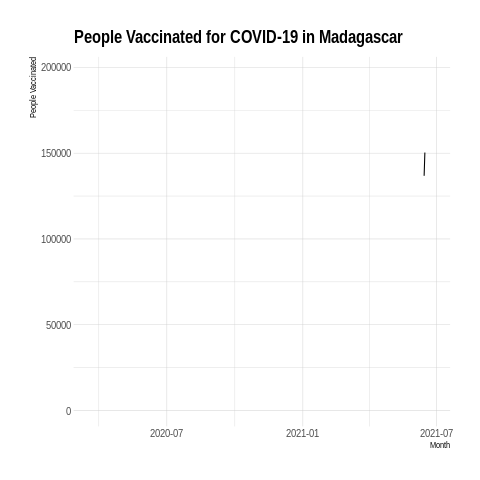 People Vaccinated for COVID-19 in Madagascar
People Vaccinated
200000
150000
100000
50000
0
2020-07
2021-01
2021-07
Month